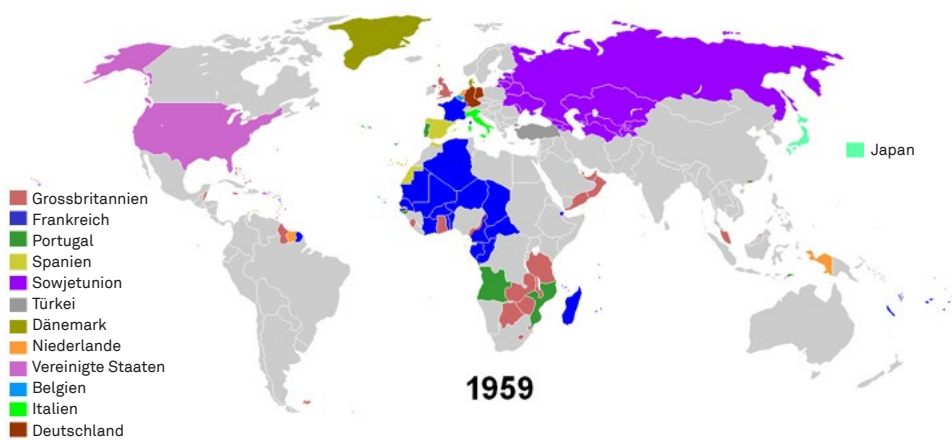 Japan
Grossbritannien
Frankreich
Portugal
Spanien
Sowjetunion
Türkei
Dänemark
Niederlande
Vereinigte Staaten
Belgien
Italien
Deutschland
1959